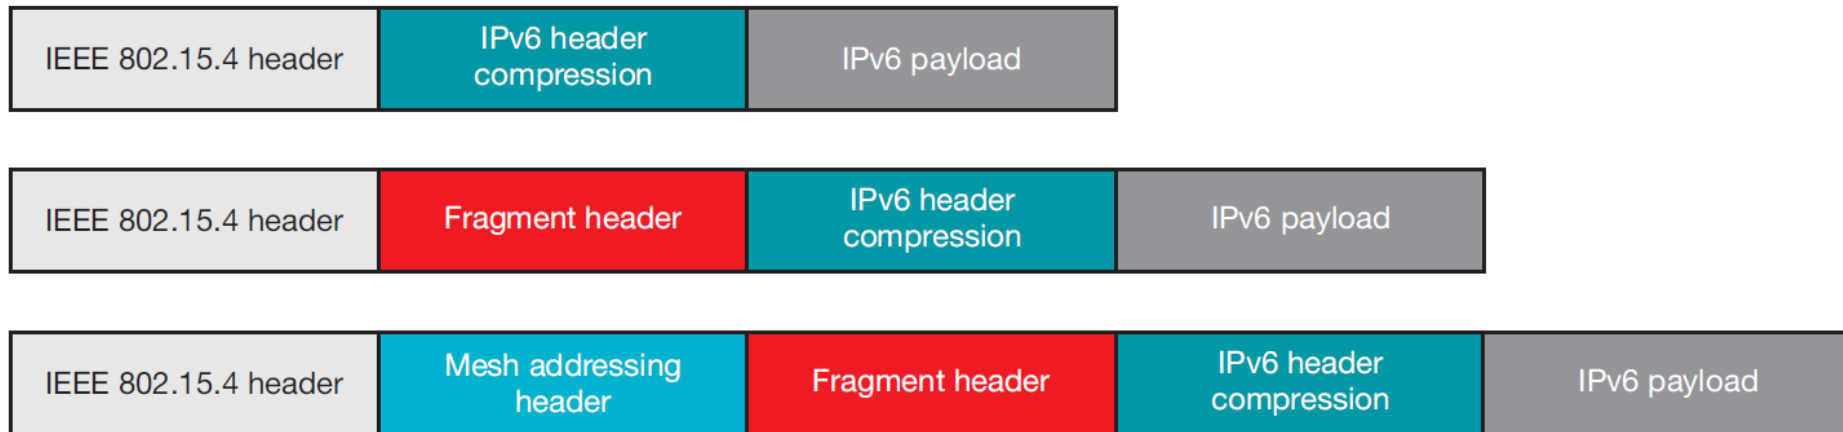 IEEE 802.15.4 header
IPv6 header
compression
IPv6 payload
IEEE 802.15.4 header
Fragment header
IPv6 header
compression
IPv6 payload
IEEE 802.15.4 header
Mesh addressing
header
Fragment header
IPv6 header
compression
IPv6 payload